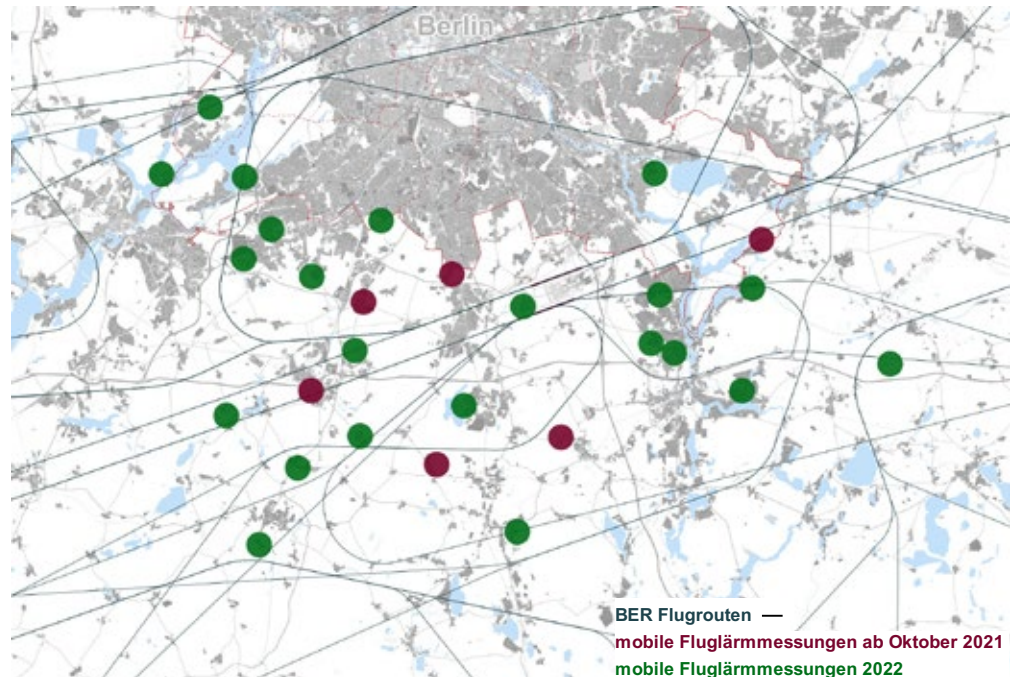 Berlin
BER Flugrouten
mobile Fluglärmmessungen ab Oktober 2021
mobile Fluglärmmessungen 2022